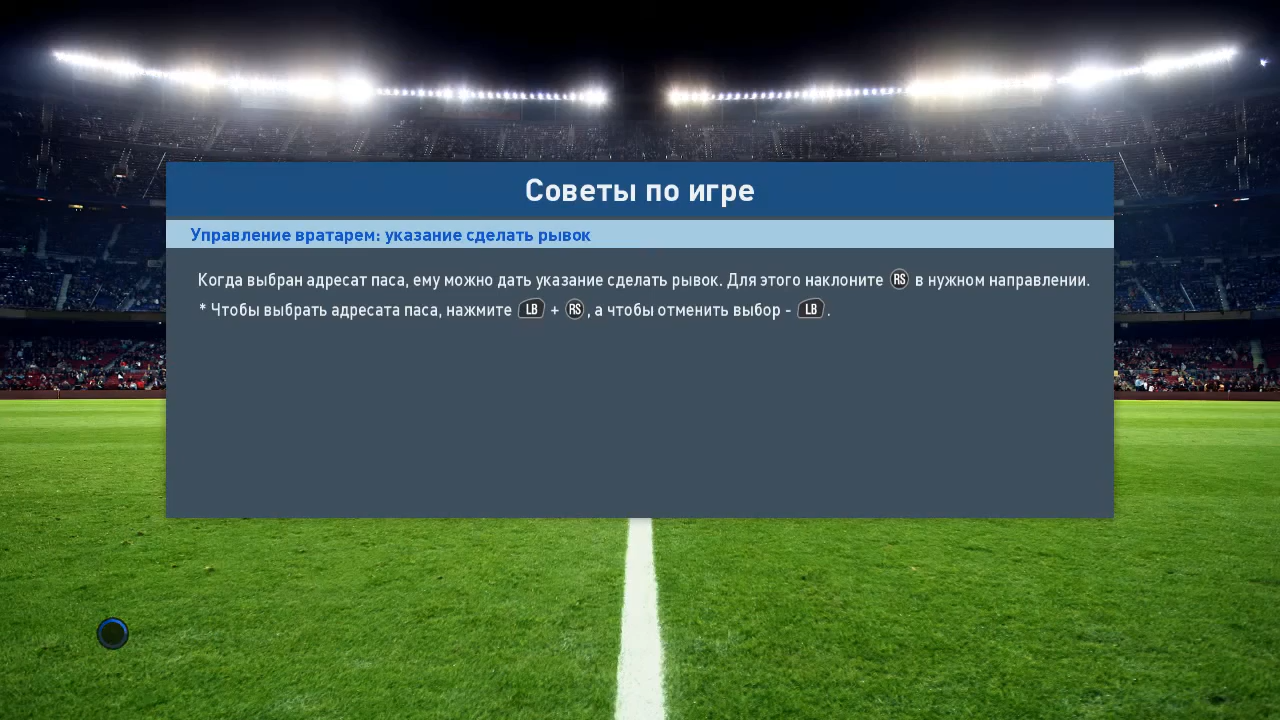 Советы по игре
Управление вратарем: указание сделать рывок
Когда выбран адресат паса, ему можно дать указание сделать рывок. Для этого наклоните RS в нужном направлении.
* Чтобы выбрать адресата паса, нажмите LB + RS, а чтобы отменить выбор - LB.